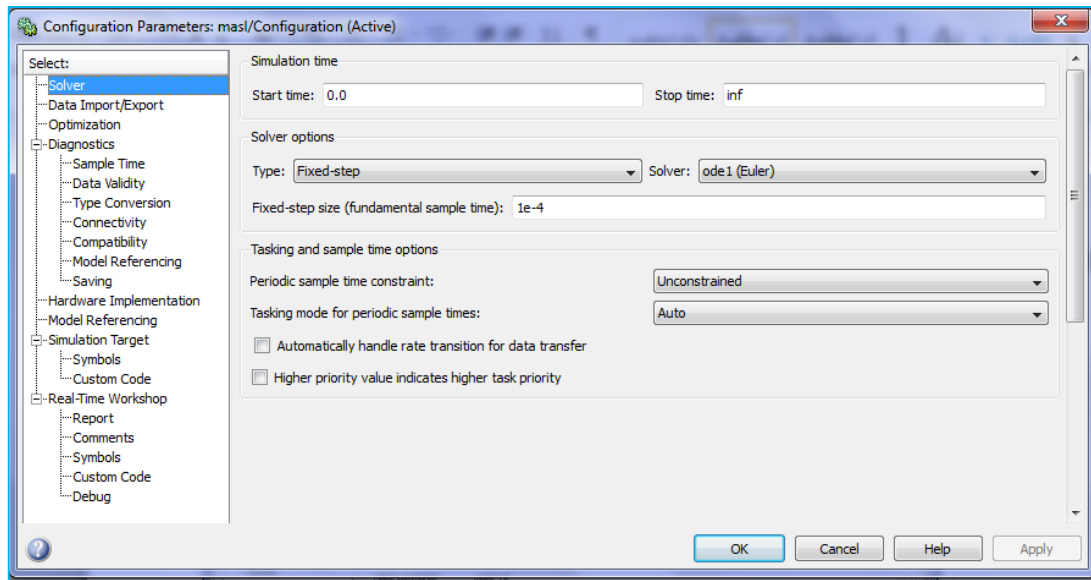 Configuration Parameters: masl/Configuration (Active)
Select:
Solver
Data Import/Export
Optimization
Diagnostics
Sample Time
Data Validity
Type Conversion
Connectivity
Compatibility
Model Referencing
Saving
Hardware Implementation
Model Referencing
Simulation Target
Symbols
Custom Code
Real-Time Workshop
Report
Comments
Symbols
Custom Code
Debug
Simulation time
Start time: 0.0 Stop time: inf
Solver options
Type: Fixed-step Solver: ode1 (Euler)
Fixed-step size (fundamental sample time): 1e-4
Tasking and sample time options
Periodic sample time constraint: Unconstrained
Tasking mode for periodic sample times: Auto
Automatically handle rate transition for data transfer
Higher priority value indicates higher task priority
OK Cancel Help Apply